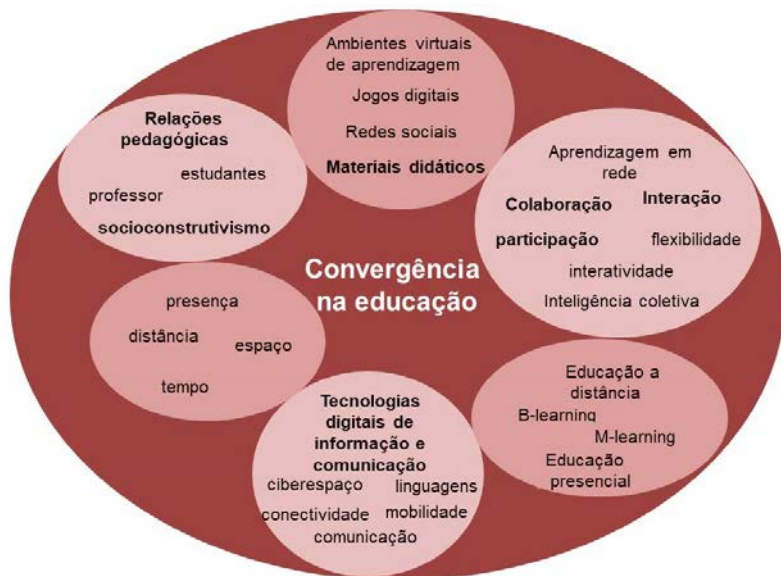 Ambientes virtuais
de aprendizagem
Jogos digitais
Redes sociais
Materiais didáticos
Relações
pedagógicas
estudantes
professor
socioconstrutivismo
Aprendizagem em
rede
Colaboração
Interação
participação
flexibilidade
interatividade
Inteligência coletiva
Convergência
na educação
presença
distância
espaço
tempo
Educação a
distância
B-learning
M-learning
Educação
presencial
Tecnologias
digitais de
informação e
comunicação
ciberespaço
linguagens
conectividade
mobilidade
comunicação